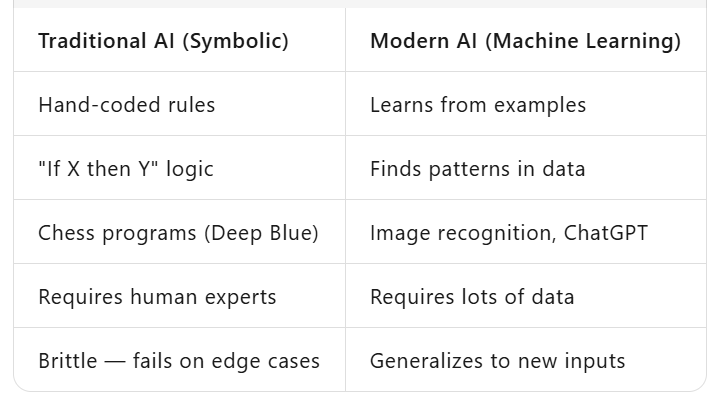 Traditional AI (Symbolic) Modern AI (Machine Learning)
Hand-coded rules Learns from examples
"If X then Y" logic Finds patterns in data
Chess programs (Deep Blue) Image recognition, ChatGPT
Requires human experts Requires lots of data
Brittle — fails on edge cases Generalizes to new inputs